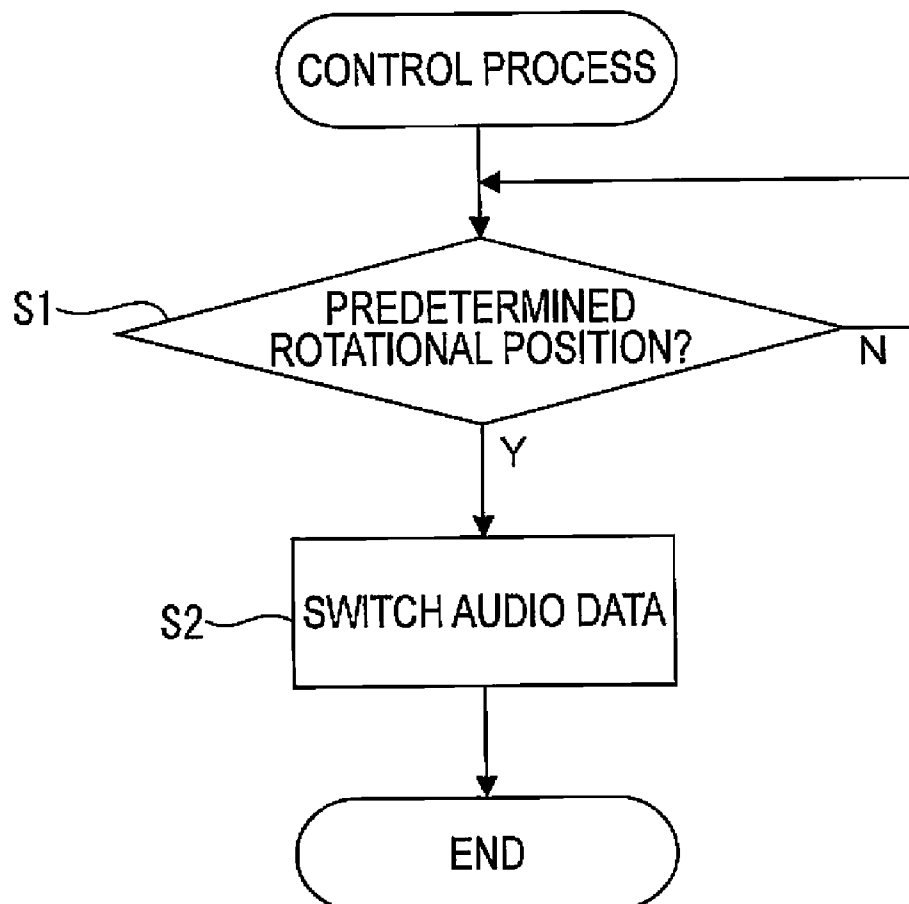 CONTROL PROCESS
S1
PREDETERMINED
ROTATIONAL POSITION?
N
Y
S2
SWITCH AUDIO DATA
END